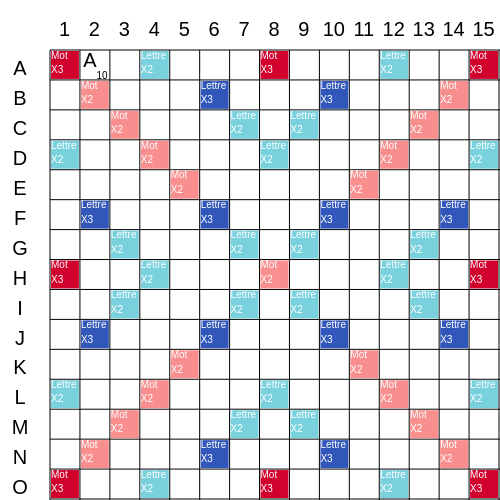 1 2 3 4 5 6 7 8 9 10 11 12 13 14 15
A Mot X3 A 10 Lettre X2 Mot X3 Lettre X2 Mot X3
B Mot X2 Lettre X3 Lettre X3 Mot X2
C Mot X2 Lettre X2 Lettre X2 Mot X2
D Lettre X2 Mot X2 Lettre X2 Mot X2 Lettre X2
E Mot X2 Mot X2
F Lettre X3 Lettre X3 Lettre X3 Lettre X3
G Lettre X2 Lettre X2 Lettre X2 Lettre X2
H Mot X3 Lettre X2 Mot X2 Lettre X2 Mot X3
I Lettre X2 Lettre X2 Lettre X2 Lettre X2
J Lettre X3 Lettre X3 Lettre X3 Lettre X3
K Mot X2 Mot X2
L Lettre X2 Mot X2 Lettre X2 Mot X2 Lettre X2
M Mot X2 Lettre X2 Lettre X2 Mot X2
N Mot X2 Lettre X3 Lettre X3 Mot X2
O Mot X3 Lettre X2 Mot X3 Lettre X2 Mot X3